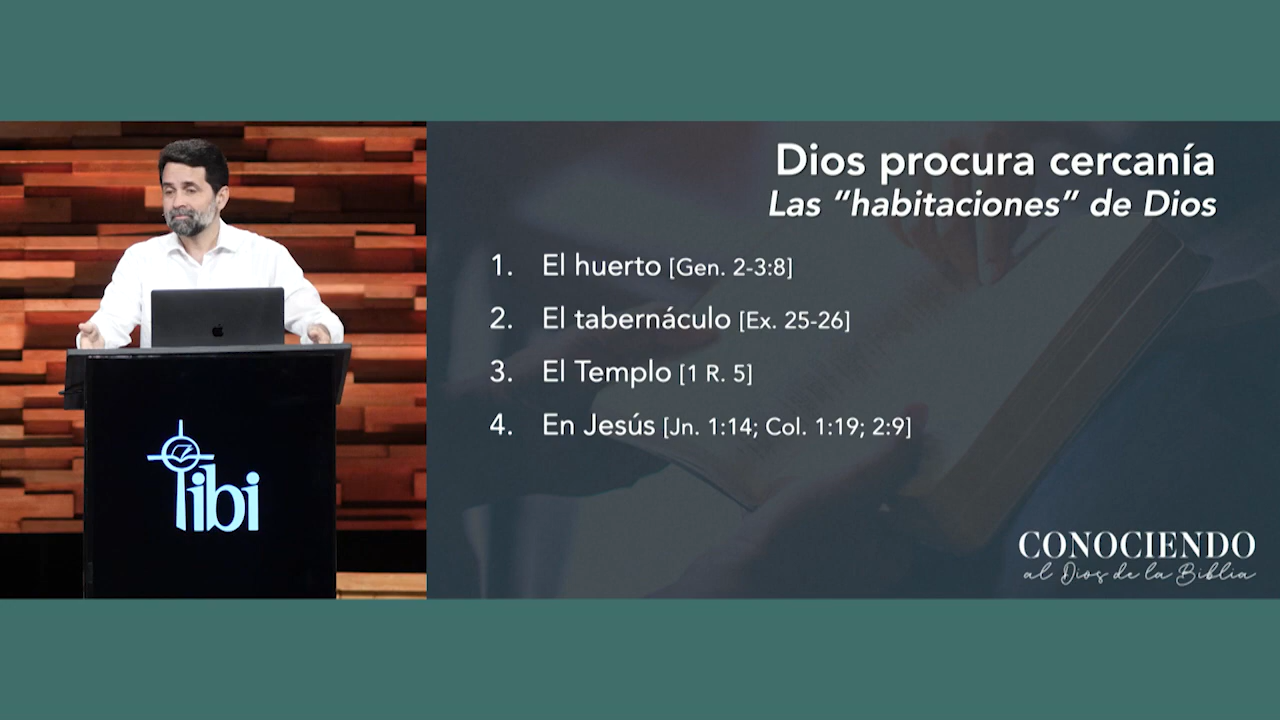 Dios procura cercanía
Las “habitaciones” de Dios
1. El huerto [Gen. 2-3:8]
2. El tabernáculo [Ex. 25-26]
3. El Templo [1 R. 5]
4. En Jesús [Jn. 1:14; Col. 1:19; 2:9]
ibi
CONOCIENDO
al Dios de la Biblia